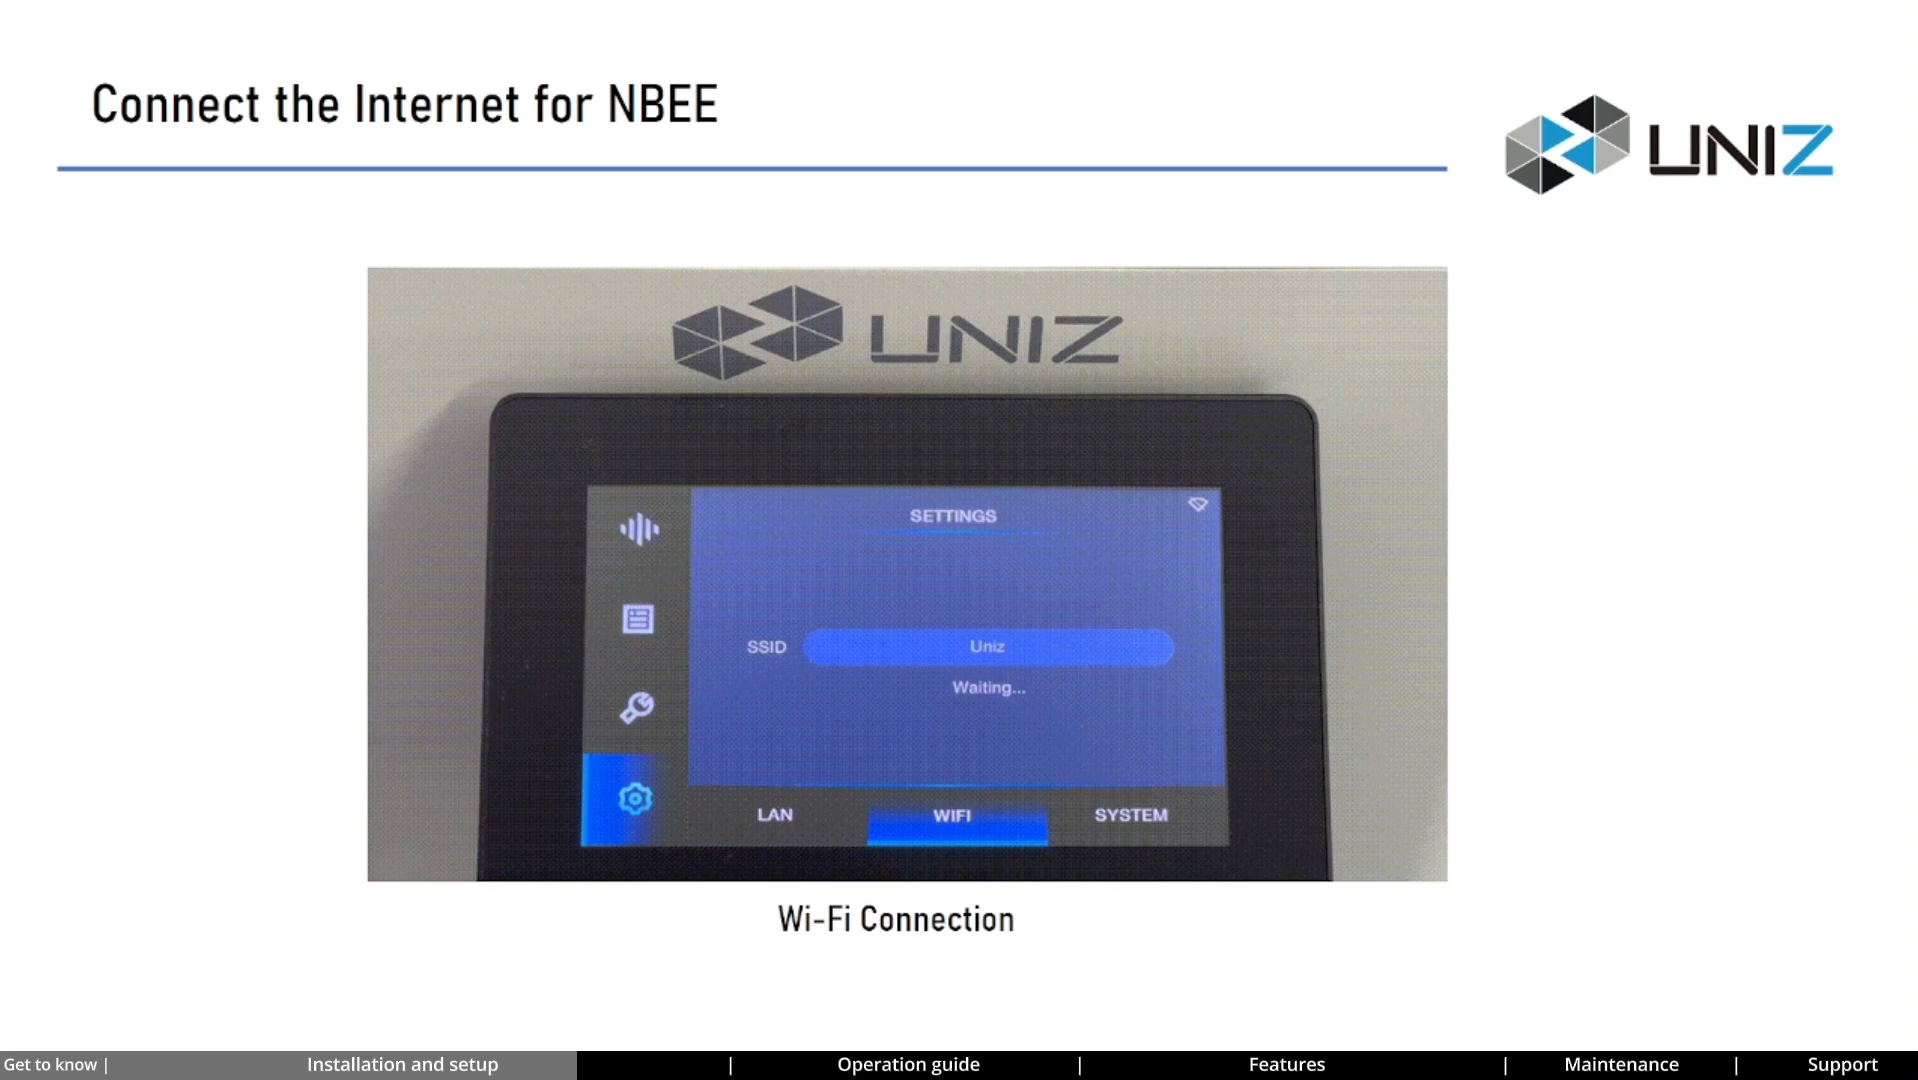 Connect the Internet for NBEE
UNIZ
UNIZ
SETTINGS
SSID Uniz
Waiting...
LAN WIFI SYSTEM
Wi-Fi Connection
Get to know | Installation and setup | Operation guide | Features | Maintenance | Support